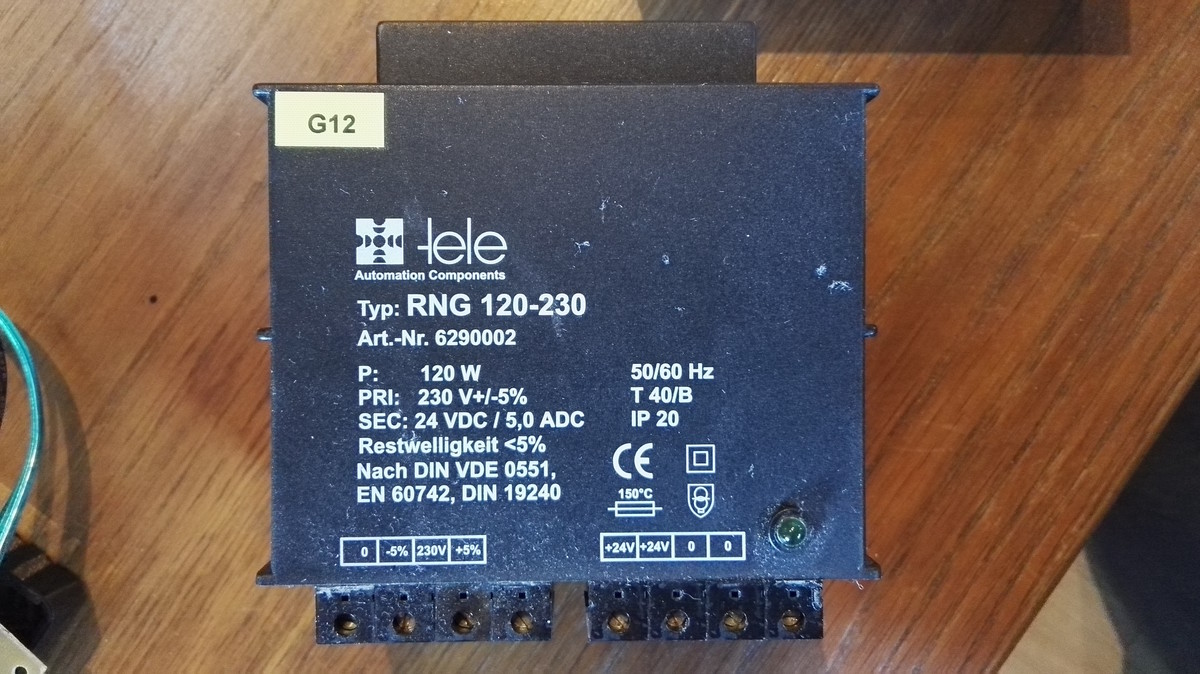 G12
tele
Automation Components
Typ: RNG 120-230
Art.-Nr. 6290002
P: 120 W
PRI: 230 V+/-5%
SEC: 24 VDC / 5,0 ADC
Restwelligkeit <5%
Nach DIN VDE 0551,
EN 60742, DIN 19240
50/60 Hz
T 40/B
IP 20
CE
150°C
0 -5% 230V +5%
+24V +24V 0 0